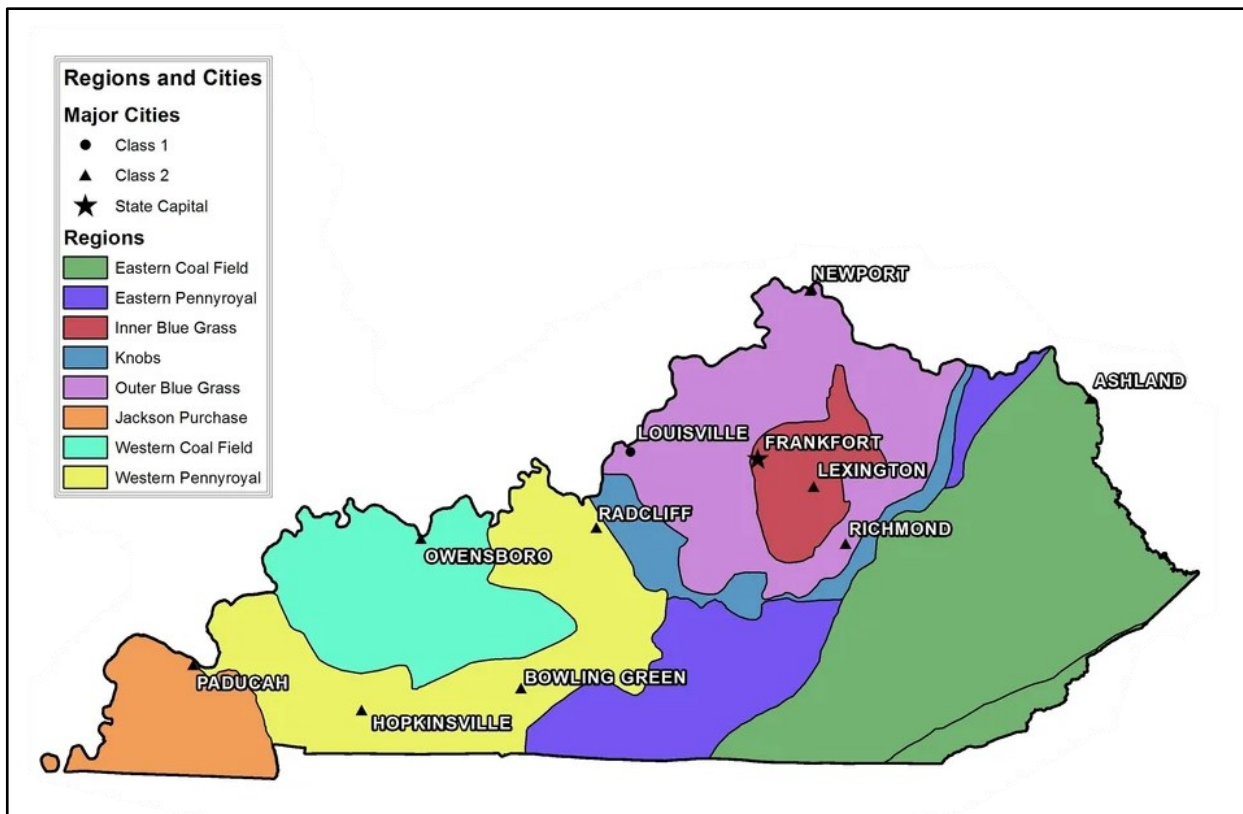 Regions and Cities
Major Cities
Class 1
Class 2
State Capital
Regions
Eastern Coal Field
Eastern Pennyroyal
Inner Blue Grass
Knobs
Outer Blue Grass
Jackson Purchase
Western Coal Field
Western Pennyroyal
NEWPORT
ASHLAND
LOUISVILLE
FRANKFORT
LEXINGTON
RADCLIFF
RICHMOND
OWENSBORO
PADUCAH
BOWLING GREEN
HOPKINSVILLE